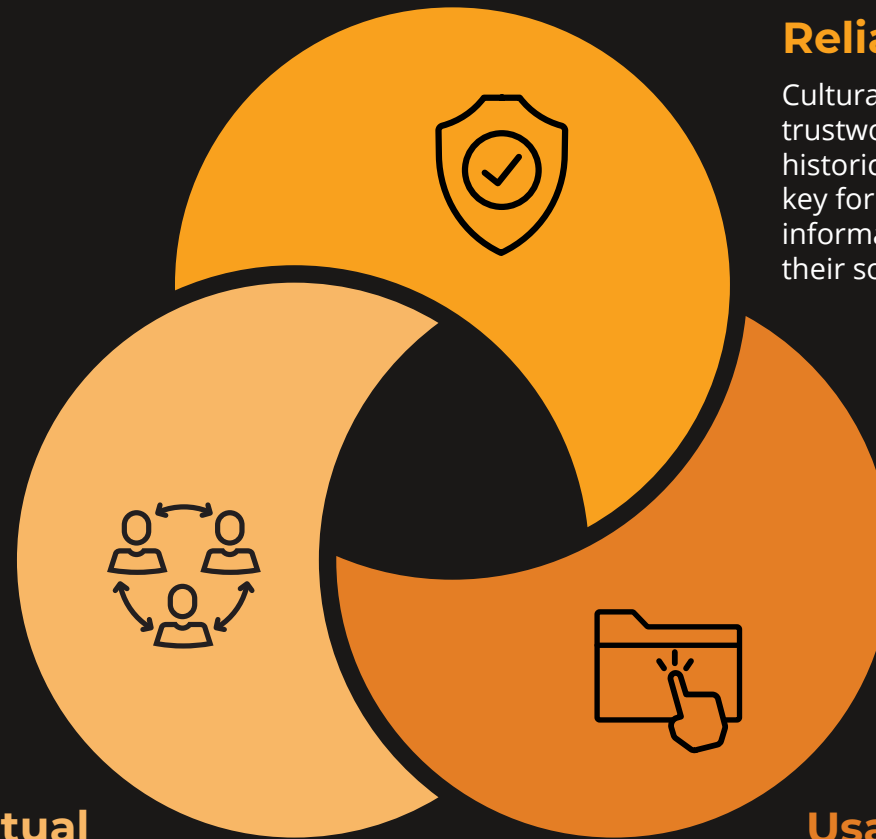 Relia
Cultura
trustwo
historic
key for
informa
their so
tual
Usa